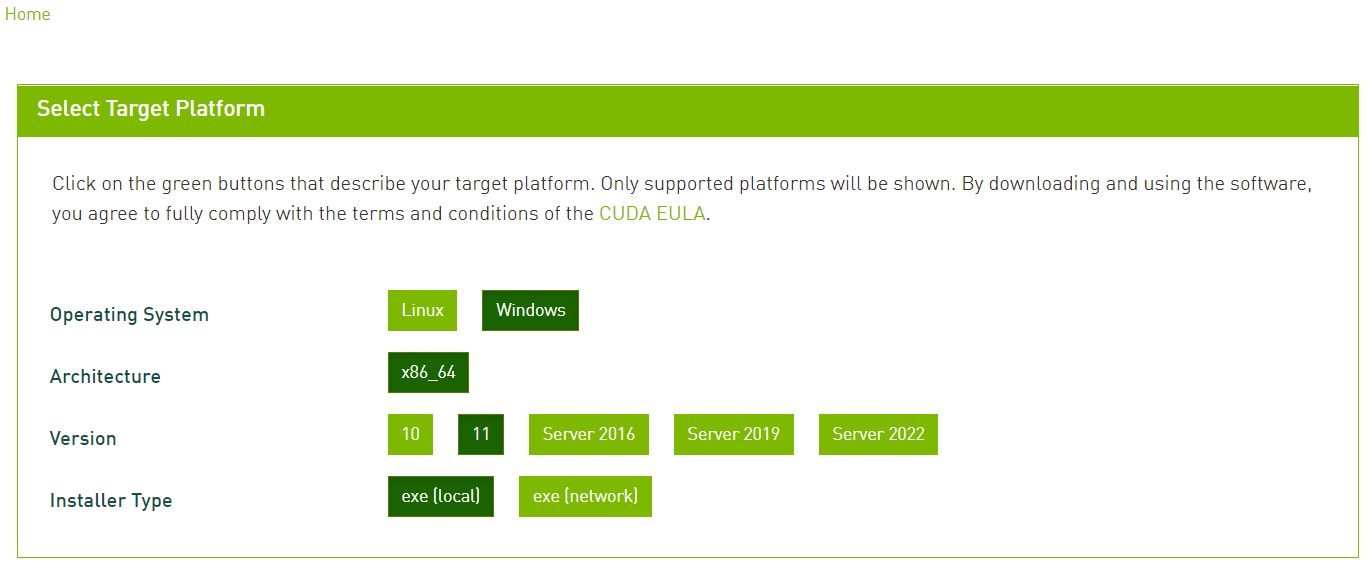 Home
Select Target Platform
Click on the green buttons that describe your target platform. Only supported platforms will be shown. By downloading and using the software,
you agree to fully comply with the terms and conditions of the CUDA EULA.
Operating System Linux Windows
Architecture x86_64
Version 10 11 Server 2016 Server 2019 Server 2022
Installer Type exe (local) exe (network)